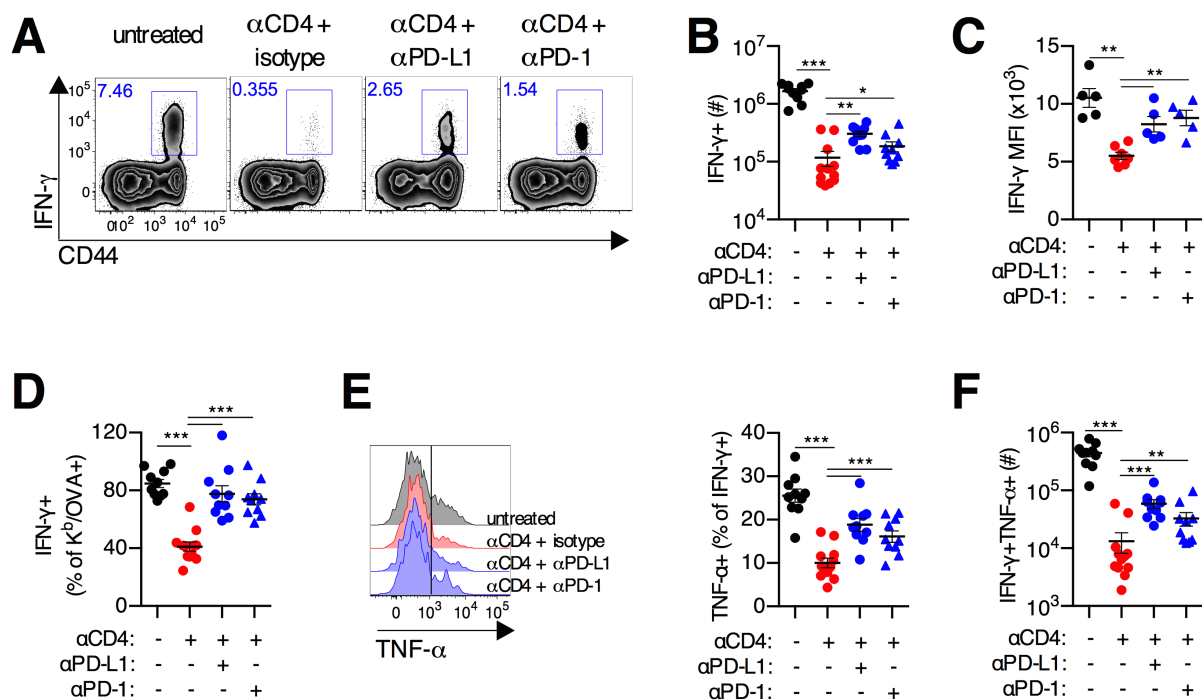 A
untreated
αCD4 +
isotype
αCD4 +
αPD-L1
αCD4 +
αPD-1
7.46
0.355
2.65
1.54
10⁵
10⁴
10³
0
0 10² 10³ 10⁴ 10⁵
IFN-γ
CD44
B
IFN-γ+ (#)
10⁷
10⁶
10⁵
10⁴
***
**
*
αCD4: - + + +
αPD-L1: - - + -
αPD-1: - - - +
C
IFN-γ MFI (x10³)
15
10
5
0
**
**
αCD4: - + + +
αPD-L1: - - + -
αPD-1: - - - +
D
IFN-γ+
(% of Kᵇ/OVA+)
120
80
40
0
***
***
αCD4: - + + +
αPD-L1: - - + -
αPD-1: - - - +
E
untreated
αCD4 + isotype
αCD4 + αPD-L1
αCD4 + αPD-1
0 10³ 10⁴ 10⁵
TNF-α
TNF-α+ (% of IFN-γ+)
40
30
20
10
0
***
***
αCD4: - + + +
αPD-L1: - - + -
αPD-1: - - - +
F
IFN-γ+TNF-α+ (#)
10⁶
10⁵
10⁴
10³
***
**
***
αCD4: - + + +
αPD-L1: - - + -
αPD-1: - - - +